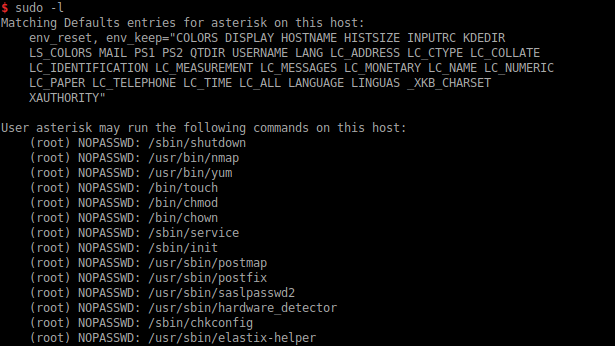 $ sudo -l
Matching Defaults entries for asterisk on this host:
env_reset, env_keep="COLORS DISPLAY HOSTNAME HISTSIZE INPUTRC KDEDIR
LS_COLORS MAIL PS1 PS2 QTDIR USERNAME LANG LC_ADDRESS LC_CTYPE LC_COLLATE
LC_IDENTIFICATION LC_MEASUREMENT LC_MESSAGES LC_MONETARY LC_NAME LC_NUMERIC
LC_PAPER LC_TELEPHONE LC_TIME LC_ALL LANGUAGE LINGUAS _XKB_CHARSET
XAUTHORITY"
User asterisk may run the following commands on this host:
(root) NOPASSWD: /sbin/shutdown
(root) NOPASSWD: /usr/bin/nmap
(root) NOPASSWD: /usr/bin/yum
(root) NOPASSWD: /bin/touch
(root) NOPASSWD: /bin/chmod
(root) NOPASSWD: /bin/chown
(root) NOPASSWD: /sbin/service
(root) NOPASSWD: /sbin/init
(root) NOPASSWD: /usr/sbin/postmap
(root) NOPASSWD: /usr/sbin/postfix
(root) NOPASSWD: /usr/sbin/saslpasswd2
(root) NOPASSWD: /usr/sbin/hardware_detector
(root) NOPASSWD: /sbin/chkconfig
(root) NOPASSWD: /usr/sbin/elastix-helper